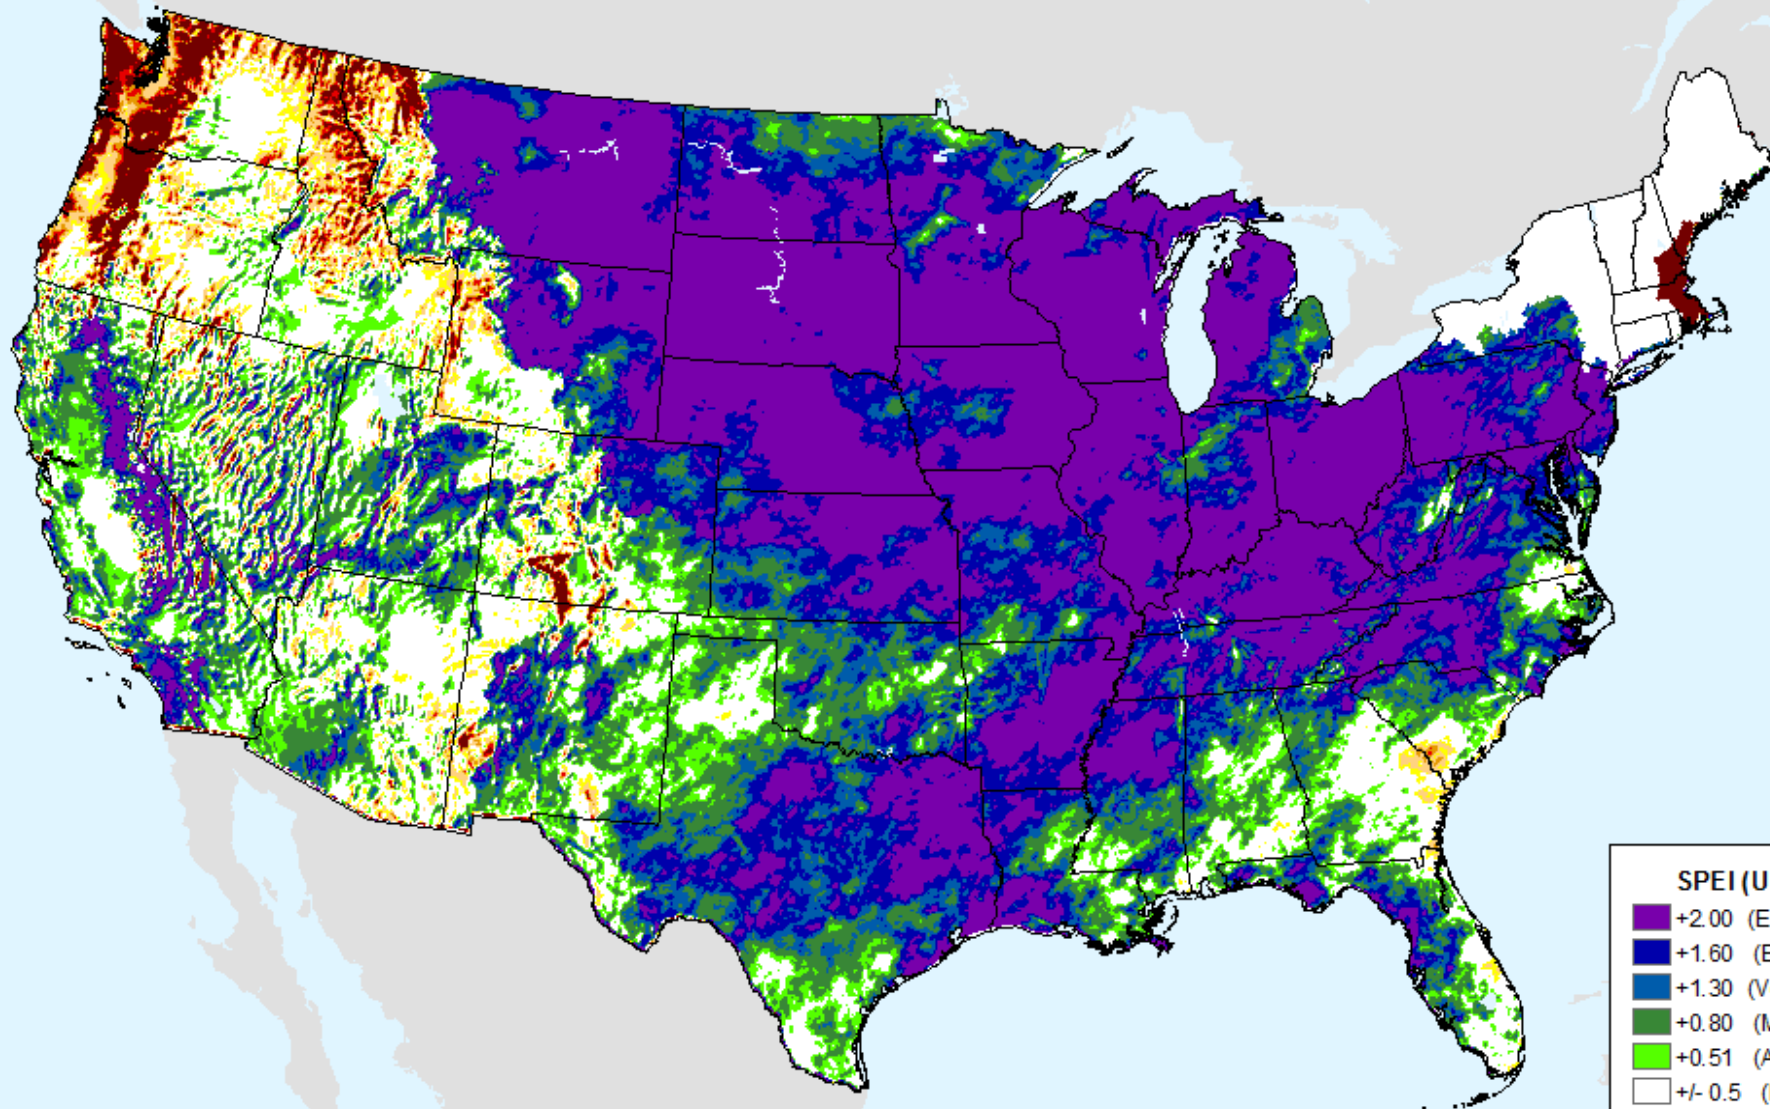 SPEI (U
+2.00 (E
+1.60 (E
+1.30 (V
+0.80 (M
+0.51 (A
+/- 0.5 (